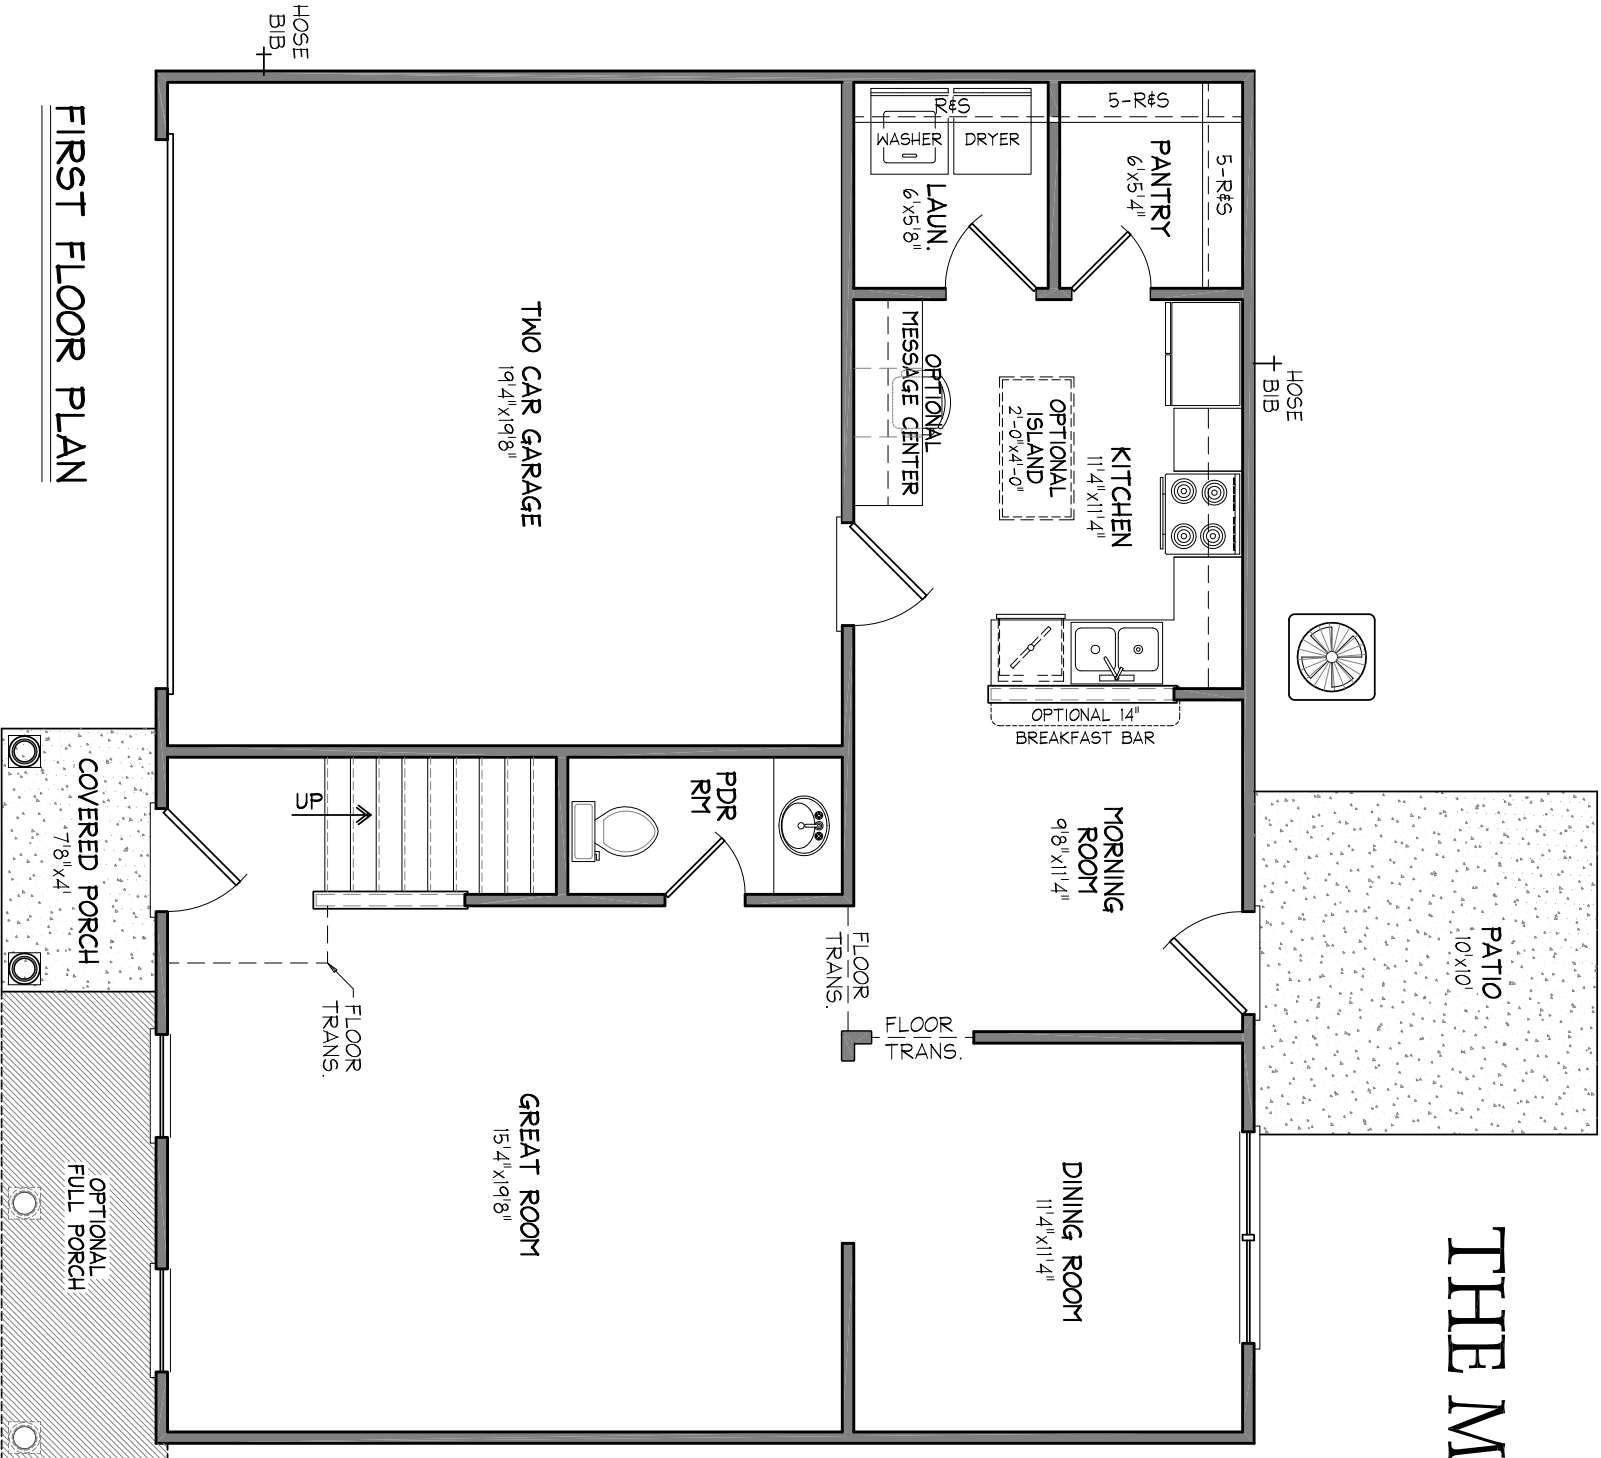 THE M
PATIO
10'x10'
HOSE
BIB
5-R&S
5-R&S
PANTRY
6'x5'4"
KITCHEN
11'4"x11'4"
OPTIONAL
ISLAND
2'-0"x4'-0"
MORNING
ROOM
9'8"x11'4"
DINING ROOM
11'4"x11'4"
OPTIONAL 14"
BREAKFAST BAR
R&S
WASHER
DRYER
LAUN.
6'x5'8"
OPTIONAL
MESSAGE CENTER
FLOOR
TRANS.
FLOOR
TRANS.
PDR
RM
TWO CAR GARAGE
19'4"x19'8"
GREAT ROOM
15'4"x19'8"
FLOOR
TRANS.
UP
HOSE
BIB
COVERED PORCH
7'8"x4'
OPTIONAL
FULL PORCH
FIRST FLOOR PLAN